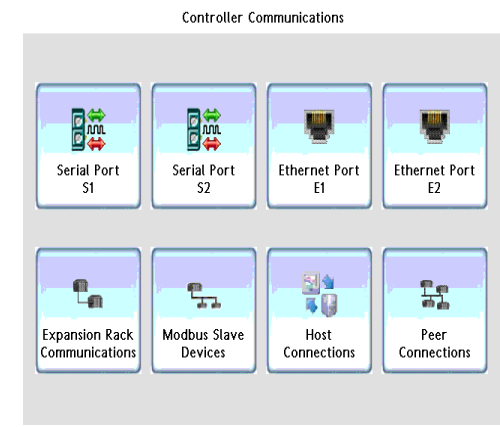 Controller Communications
Serial Port
S1
Serial Port
S2
Ethernet Port
E1
Ethernet Port
E2
Expansion Rack
Communications
Modbus Slave
Devices
Host
Connections
Peer
Connections